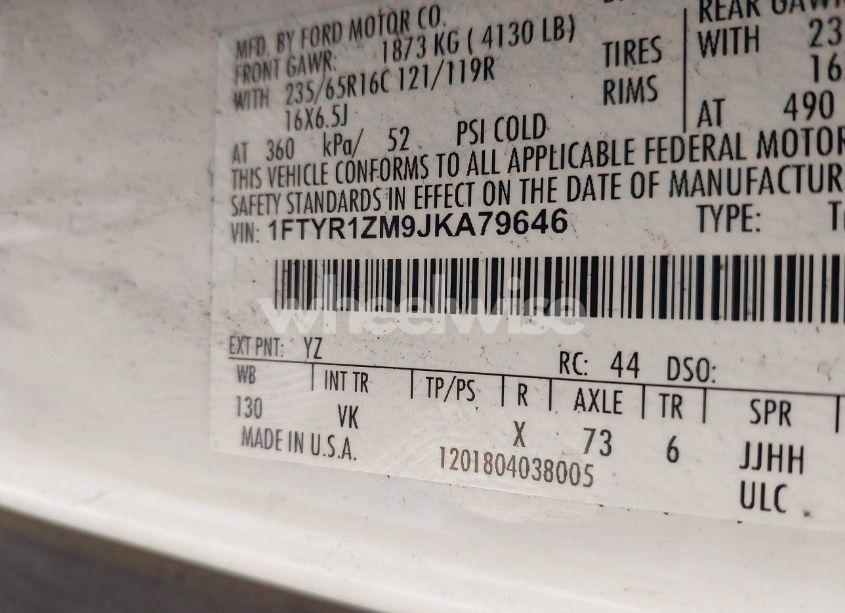 MFD. BY FORD MOTOR CO.
FRONT GAWR: 1873 KG ( 4130 LB)
WITH 235/65R16C 121/119R TIRES
16X6.5J RIMS
AT 360 kPa/ 52 PSI COLD
REAR GAWR
WITH 23
16
AT 490
THIS VEHICLE CONFORMS TO ALL APPLICABLE FEDERAL MOTOR
SAFETY STANDARDS IN EFFECT ON THE DATE OF MANUFACTUR
VIN: 1FTYR1ZM9JKA79646 TYPE:
wheelwise
EXT PNT: YZ RC: 44 DSO:
WB INT TR TP/PS R AXLE TR SPR
130 VK X 73 6 JJHH
MADE IN U.S.A. 1201804038005 ULC